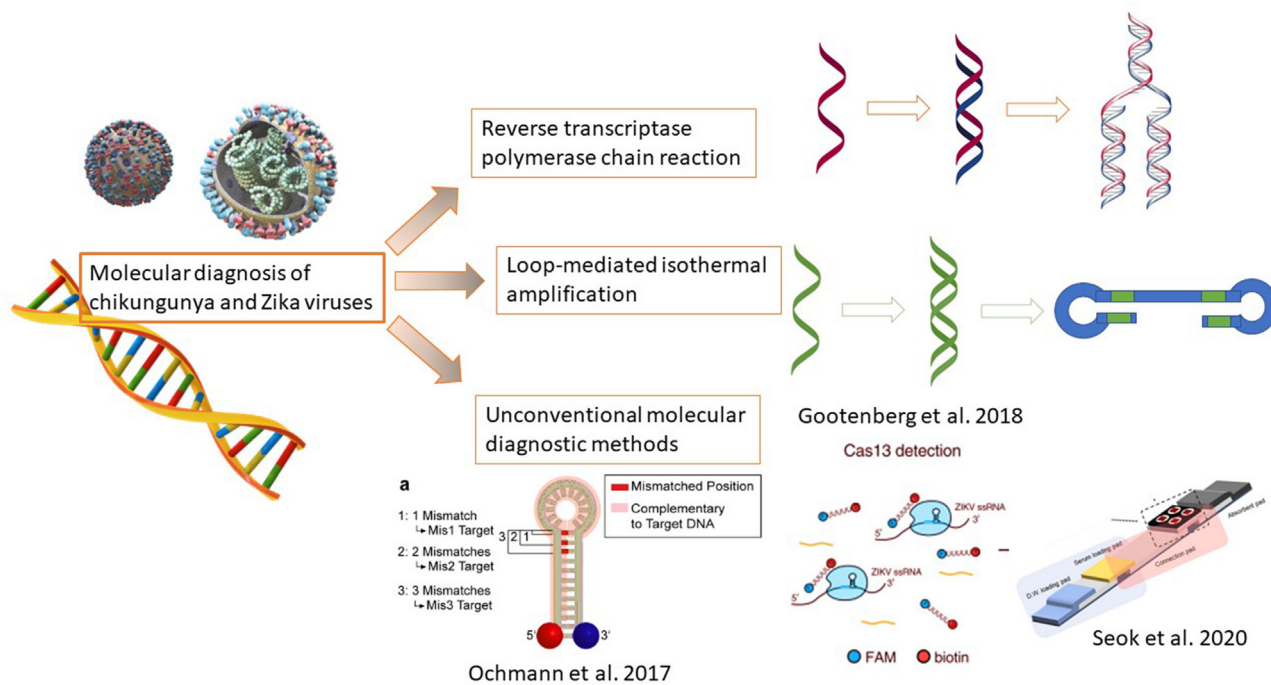 Molecular diagnosis of
chikungunya and Zika viruses
Reverse transcriptase
polymerase chain reaction
Loop-mediated isothermal
amplification
Unconventional molecular
diagnostic methods
a
1: 1 Mismatch
↳ Mis1 Target
2: 2 Mismatches
↳ Mis2 Target
3: 3 Mismatches
↳ Mis3 Target
3 2 1
Mismatched Position
Complementary
to Target DNA
5' 3'
Ochmann et al. 2017
Gootenberg et al. 2018
Cas13 detection
ZIKV ssRNA
5' 3'
ZIKV ssRNA
5' 3'
FAM biotin
Absorbent pad
Connection pad
Serum loading pad
D.W. loading pad
Seok et al. 2020